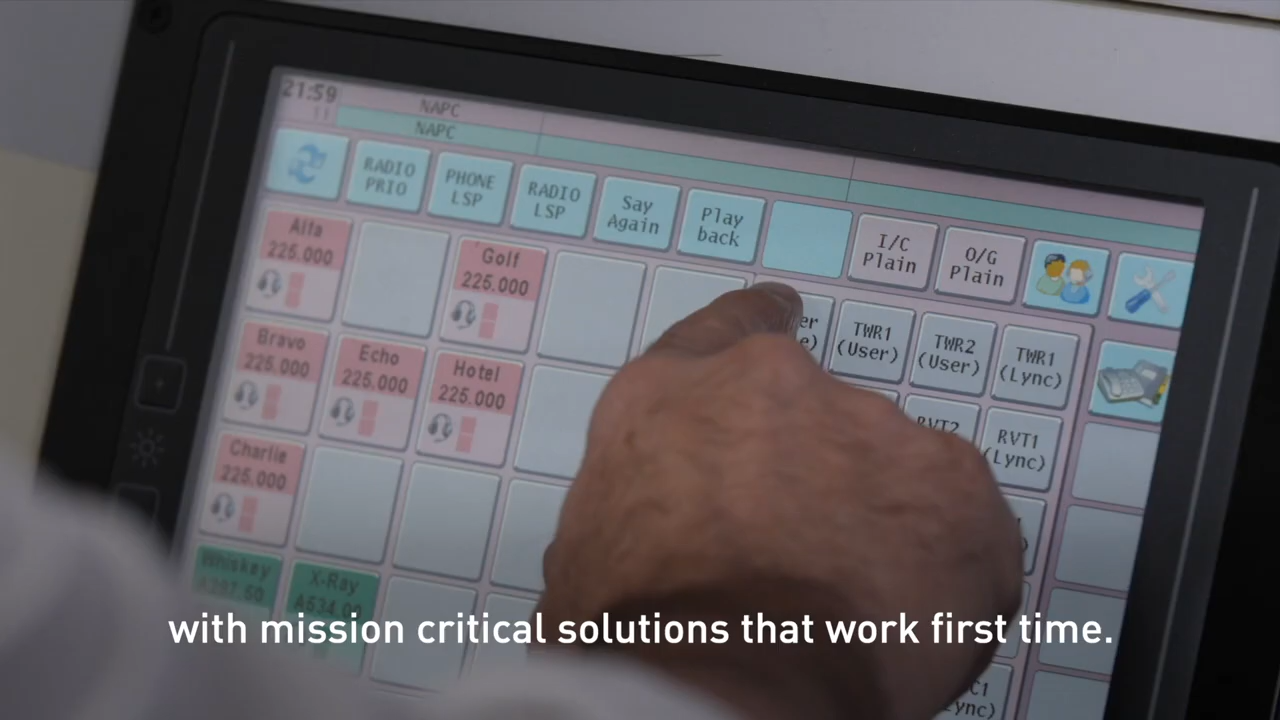 21:59
11
NAPC
NAPC
RADIO
PRIO
PHONE
LSP
RADIO
LSP
Say
Again
Play
back
I/C
Plain
O/G
Plain
Alfa
225.000
Golf
225.000
TWR1
(User)
TWR2
(User)
TWR1
(Lync)
Bravo
225.000
Echo
225.000
Hotel
225.000
RVT2
RVT1
(Lync)
Charlie
225.000
Whiskey
X-Ray
with mission critical solutions that work first time.